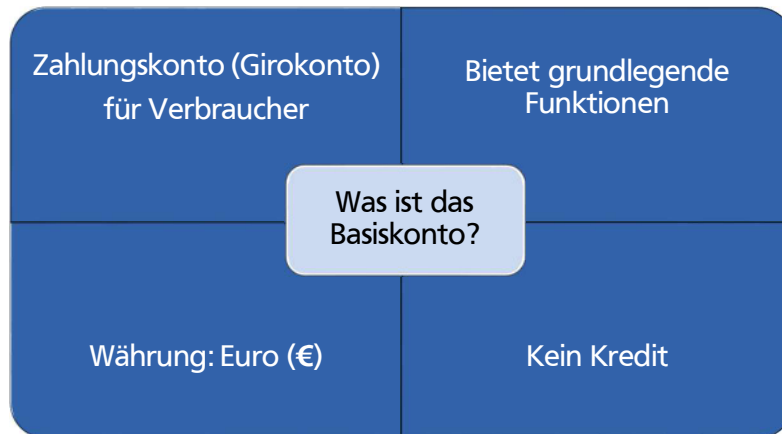 Zahlungskonto (Girokonto)
für Verbraucher
Bietet grundlegende
Funktionen
Was ist das
Basiskonto?
Währung: Euro (€)
Kein Kredit